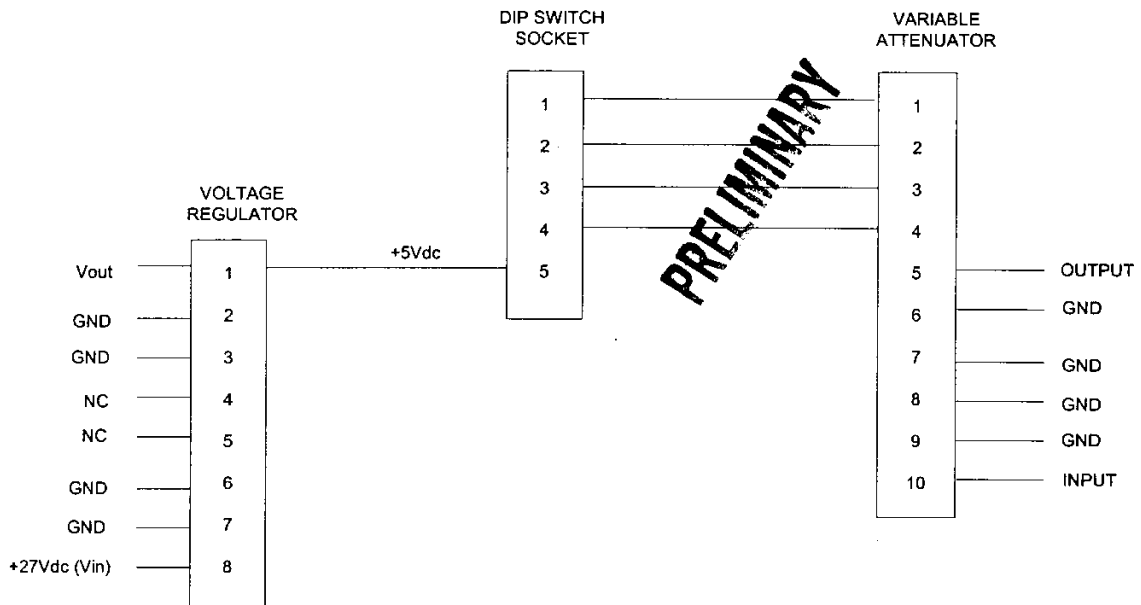 DIP SWITCH
SOCKET
VARIABLE
ATTENUATOR
1
2
3
4
5
1
2
3
4
5
6
7
8
9
10
OUTPUT
GND
GND
GND
GND
INPUT
PRELIMINARY
VOLTAGE
REGULATOR
+5Vdc
Vout
GND
GND
NC
NC
GND
GND
+27Vdc (Vin)
1
2
3
4
5
6
7
8